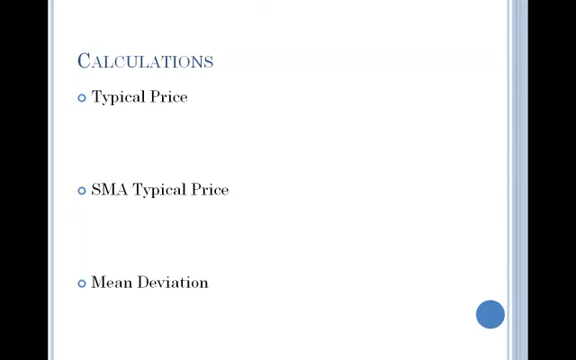 CALCULATIONS
Typical Price
SMA Typical Price
Mean Deviation